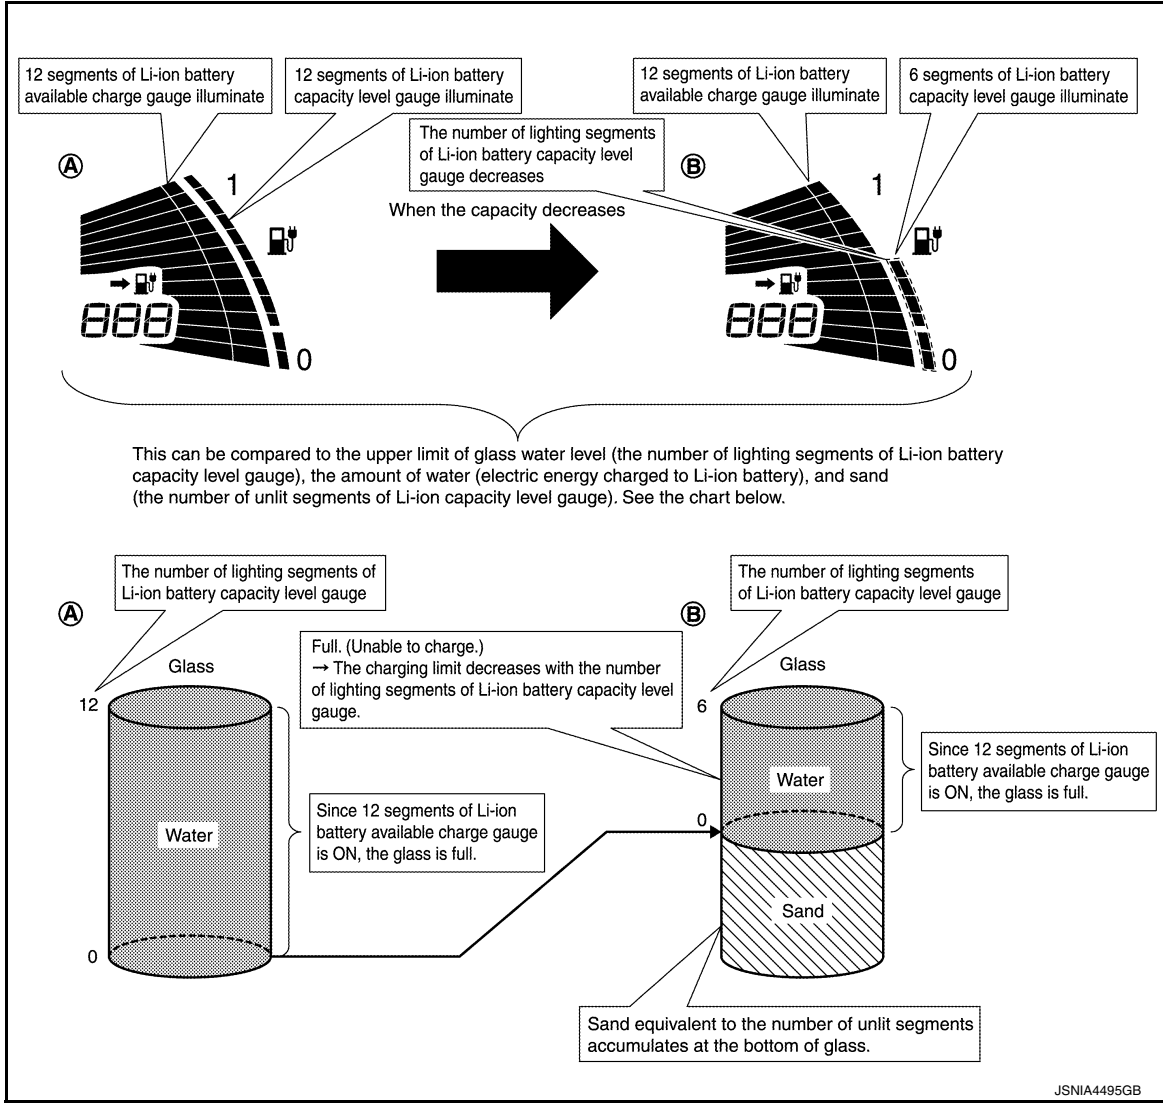 12 segments of Li-ion battery
available charge gauge illuminate
12 segments of Li-ion battery
capacity level gauge illuminate
12 segments of Li-ion battery
available charge gauge illuminate
6 segments of Li-ion battery
capacity level gauge illuminate
The number of lighting segments
of Li-ion battery capacity level
gauge decreases
A
1
B
1
When the capacity decreases
888
0
888
0
This can be compared to the upper limit of glass water level (the number of lighting segments of Li-ion battery
capacity level gauge), the amount of water (electric energy charged to Li-ion battery), and sand
(the number of unlit segments of Li-ion capacity level gauge). See the chart below.
The number of lighting segments of
Li-ion battery capacity level gauge
The number of lighting segments
of Li-ion battery capacity level gauge
A
B
Full. (Unable to charge.)
→ The charging limit decreases with the number
of lighting segments of Li-ion battery capacity level
gauge.
Glass
12
Glass
6
Water
Since 12 segments of Li-ion
battery available charge gauge
is ON, the glass is full.
Since 12 segments of Li-ion
battery available charge gauge
is ON, the glass is full.
Water
0
Sand
0
Sand equivalent to the number of unlit segments
accumulates at the bottom of glass.
JSNIA4495GB